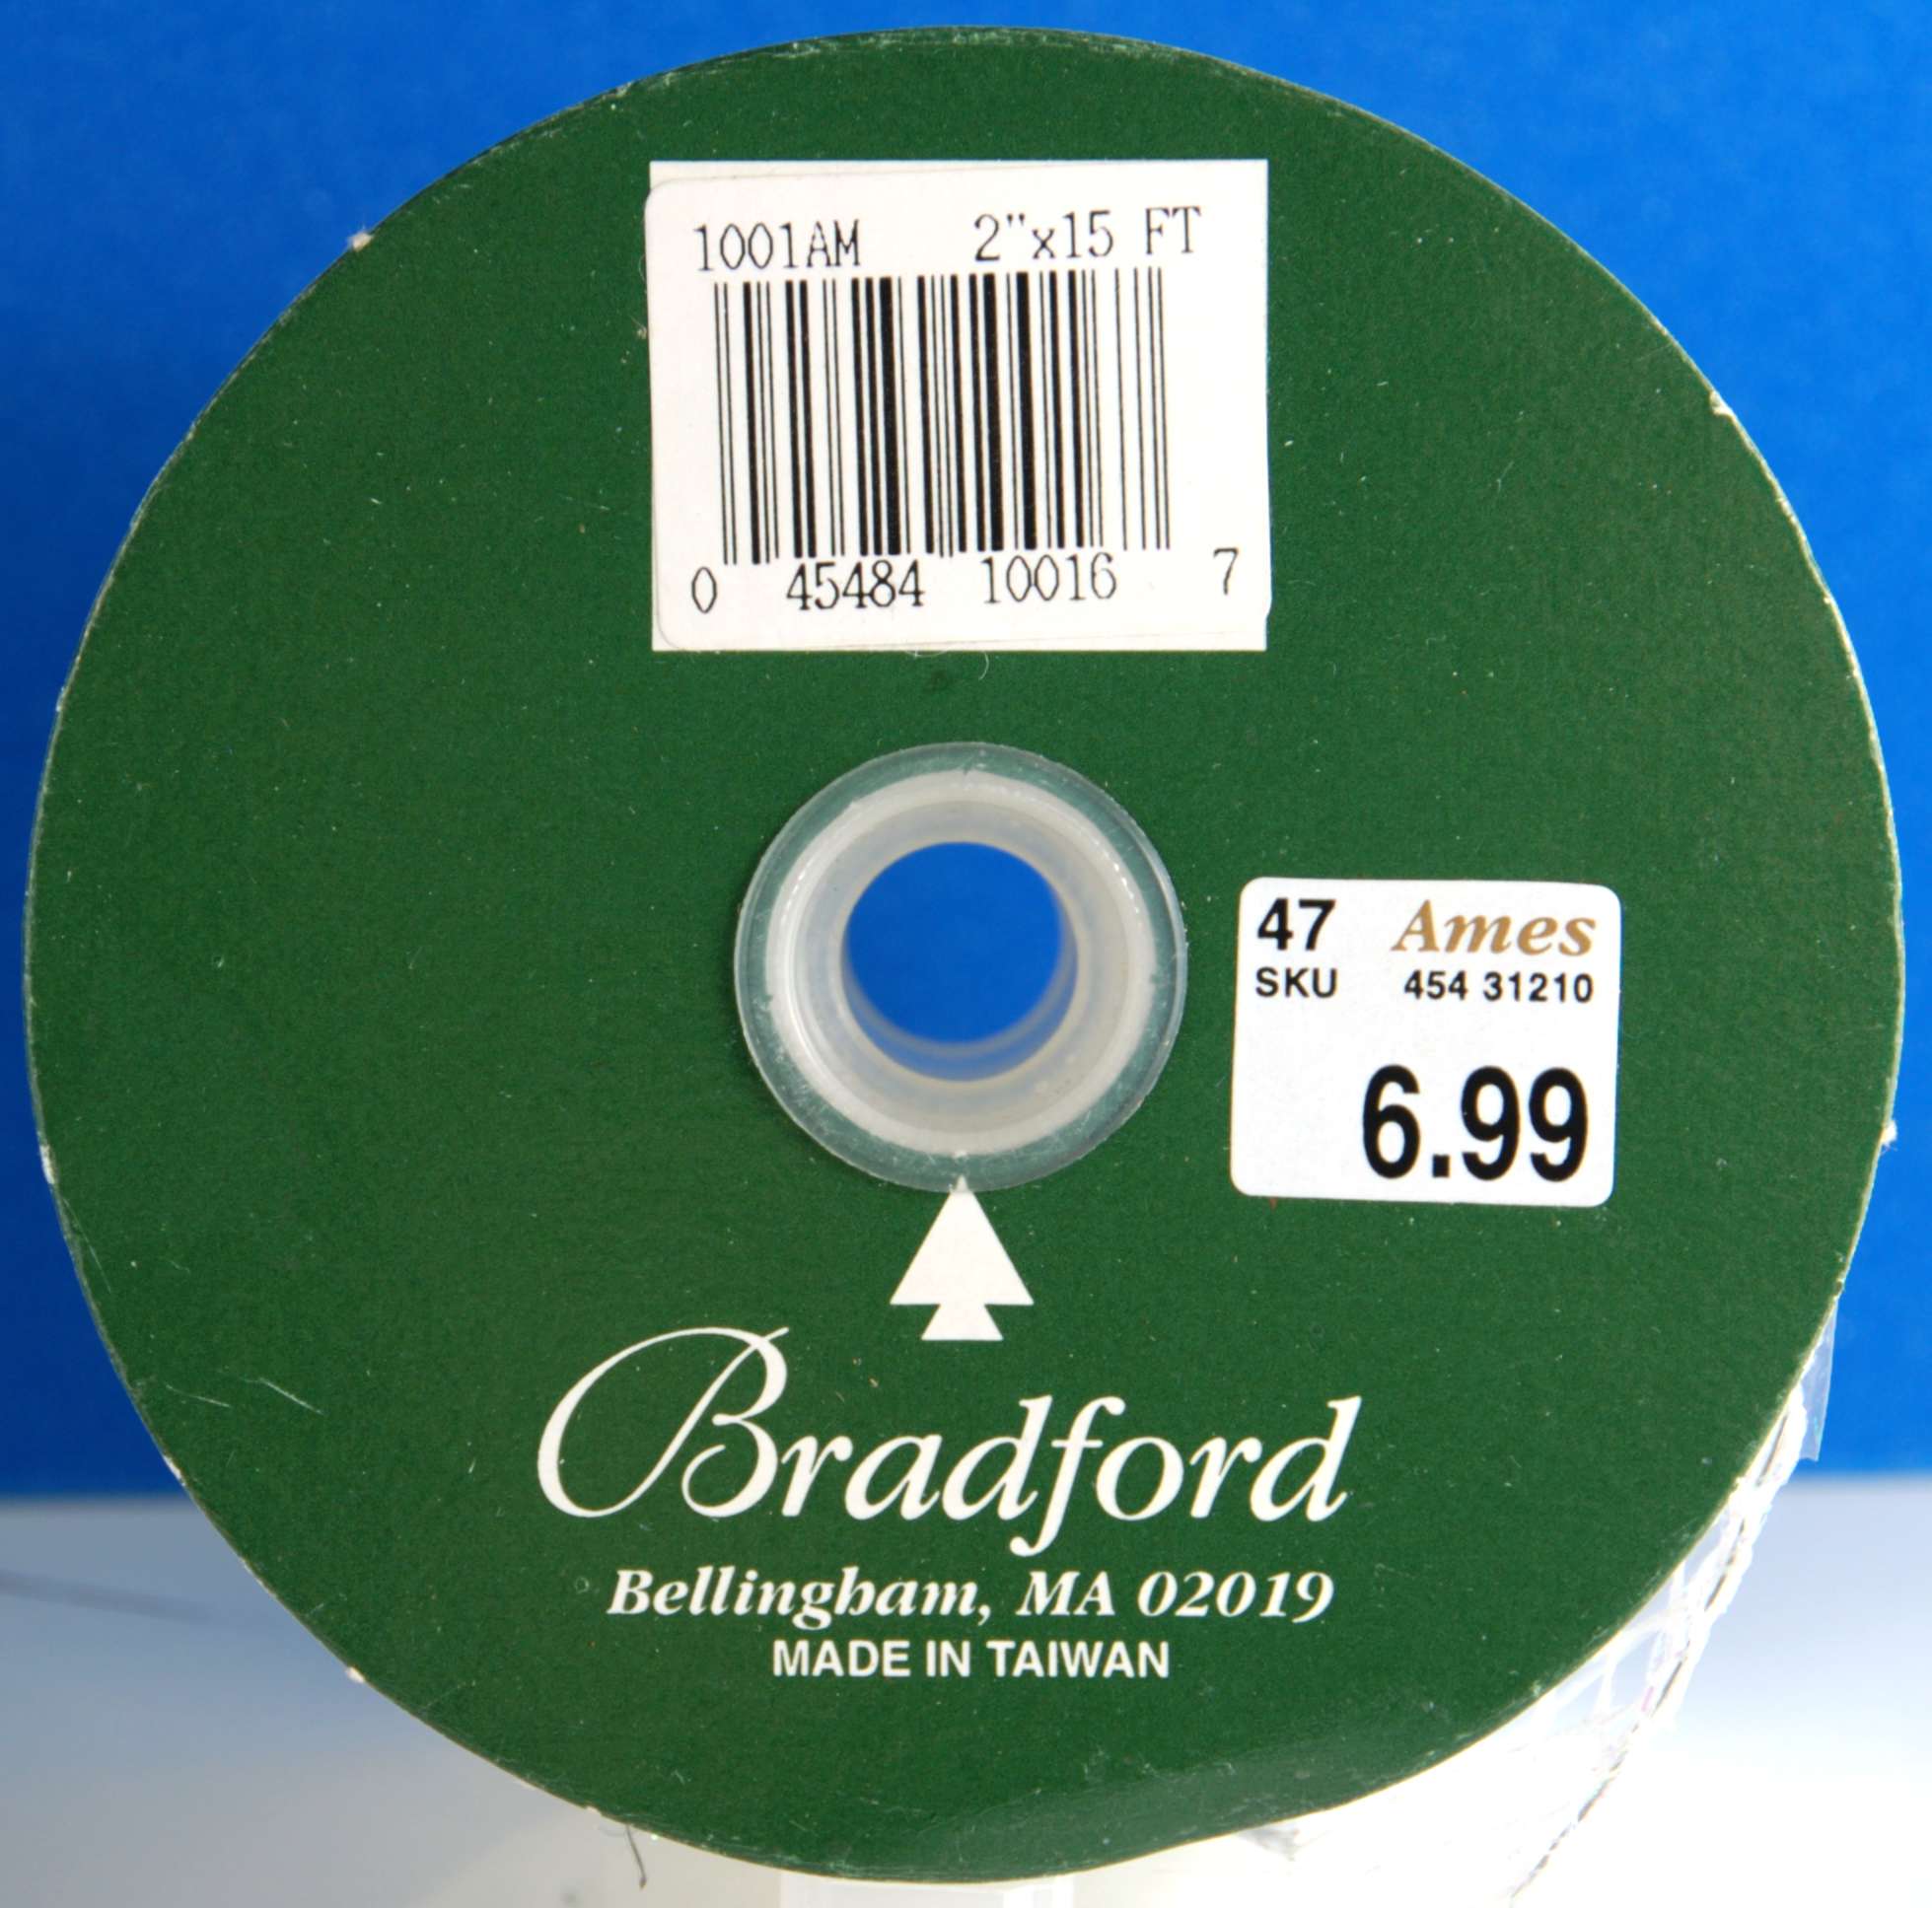 1001AM 2"x15 FT
0 45484 10016 7
47 Ames
SKU 454 31210
6.99
Bradford
Bellingham, MA 02019
MADE IN TAIWAN